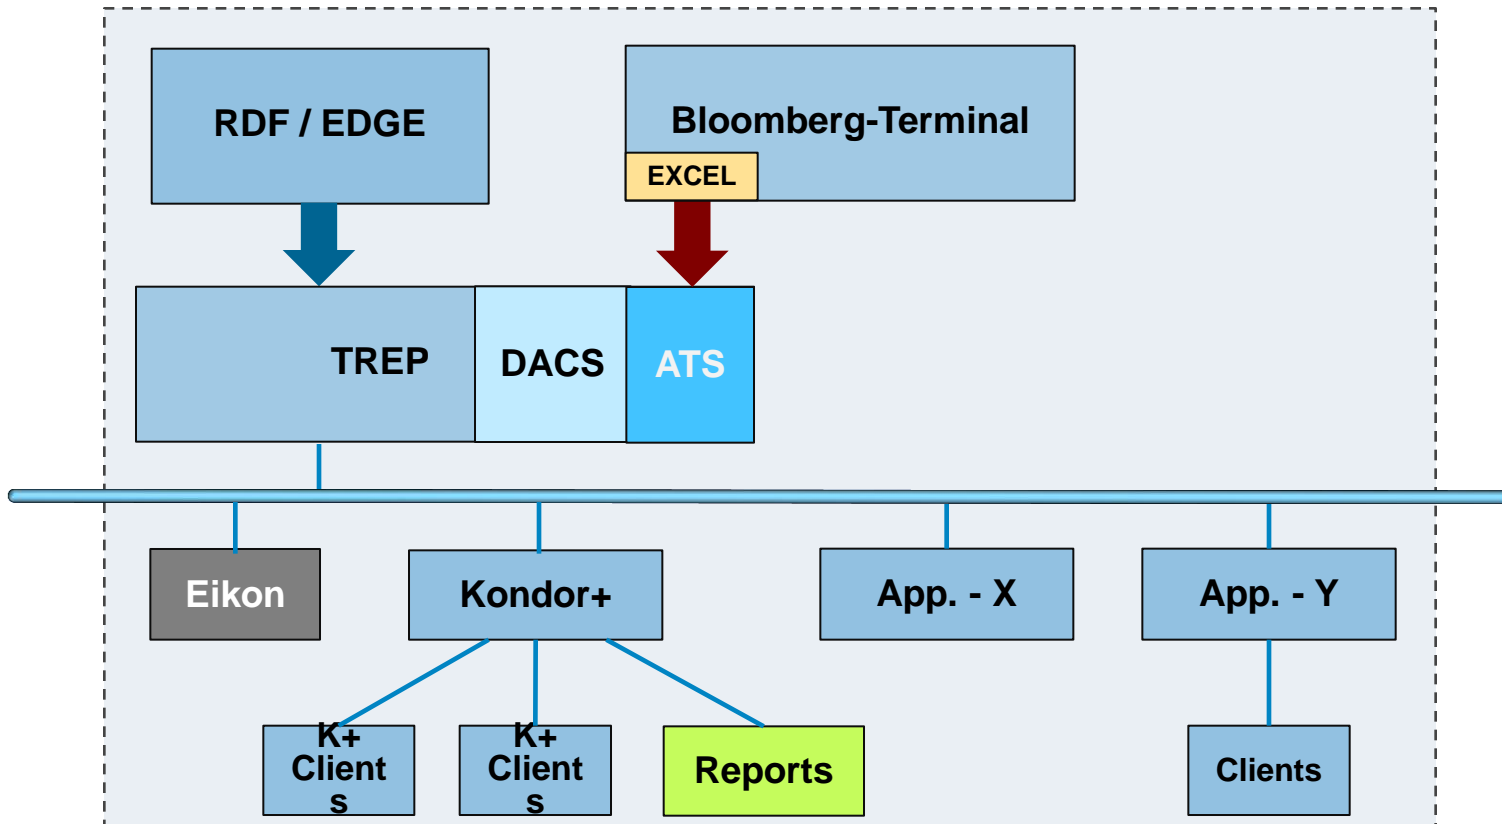 RDF / EDGE
Bloomberg-Terminal
EXCEL
TREP
DACS
ATS
Eikon
Kondor+
App. - X
App. - Y
K+
Client
s
K+
Client
s
Reports
Clients